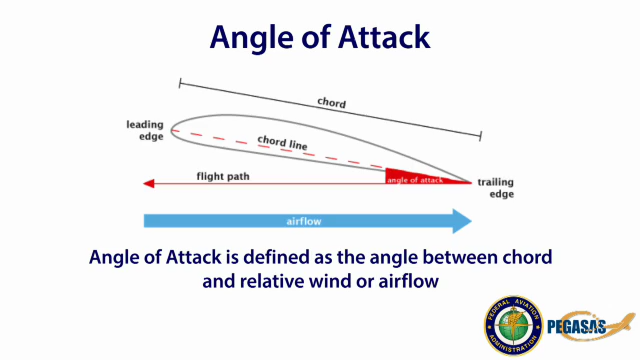 Angle of Attack
chord
leading
edge
chord line
flight path
angle of attack
trailing
edge
airflow
Angle of Attack is defined as the angle between chord
and relative wind or airflow
FEDERAL AVIATION
ADMINISTRATION
PEGASAS